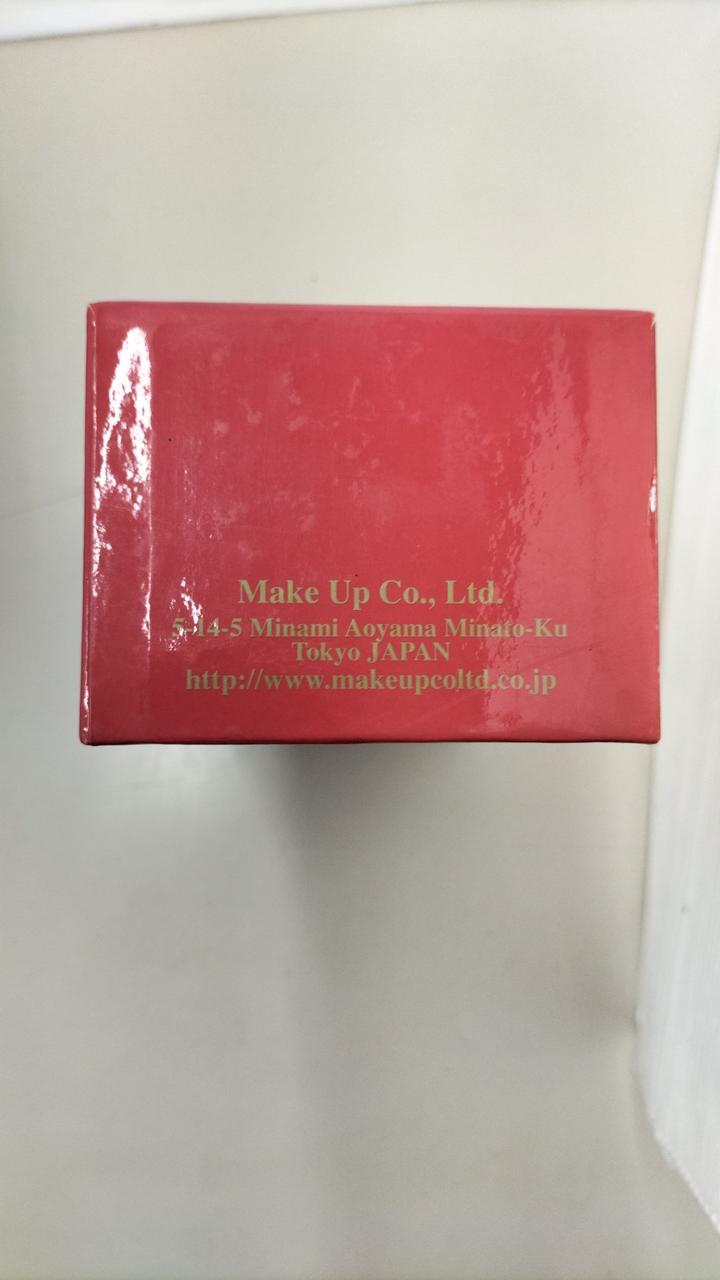 Make Up Co., Ltd.
5-14-5 Minami Aoyama Minato-Ku
Tokyo JAPAN
http://www.makeupcoltd.co.jp